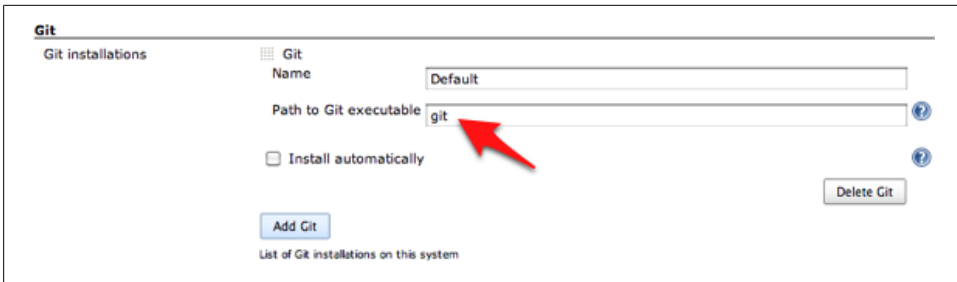 Git
Git installations
Git
Name
Default
Path to Git executable
git
Install automatically
Delete Git
Add Git
List of Git installations on this system